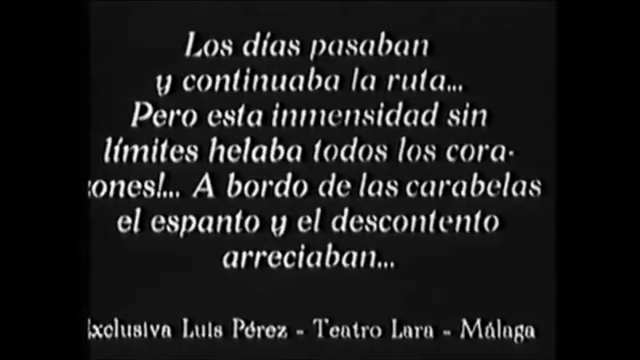 Los días pasaban
y continuaba la ruta...
Pero esta inmensidad sin
límites helaba todos los cora-
zones!... A bordo de las carabelas
el espanto y el descontento
arreciaban...
Exclusiva Luis Pérez - Teatro Lara - Málaga